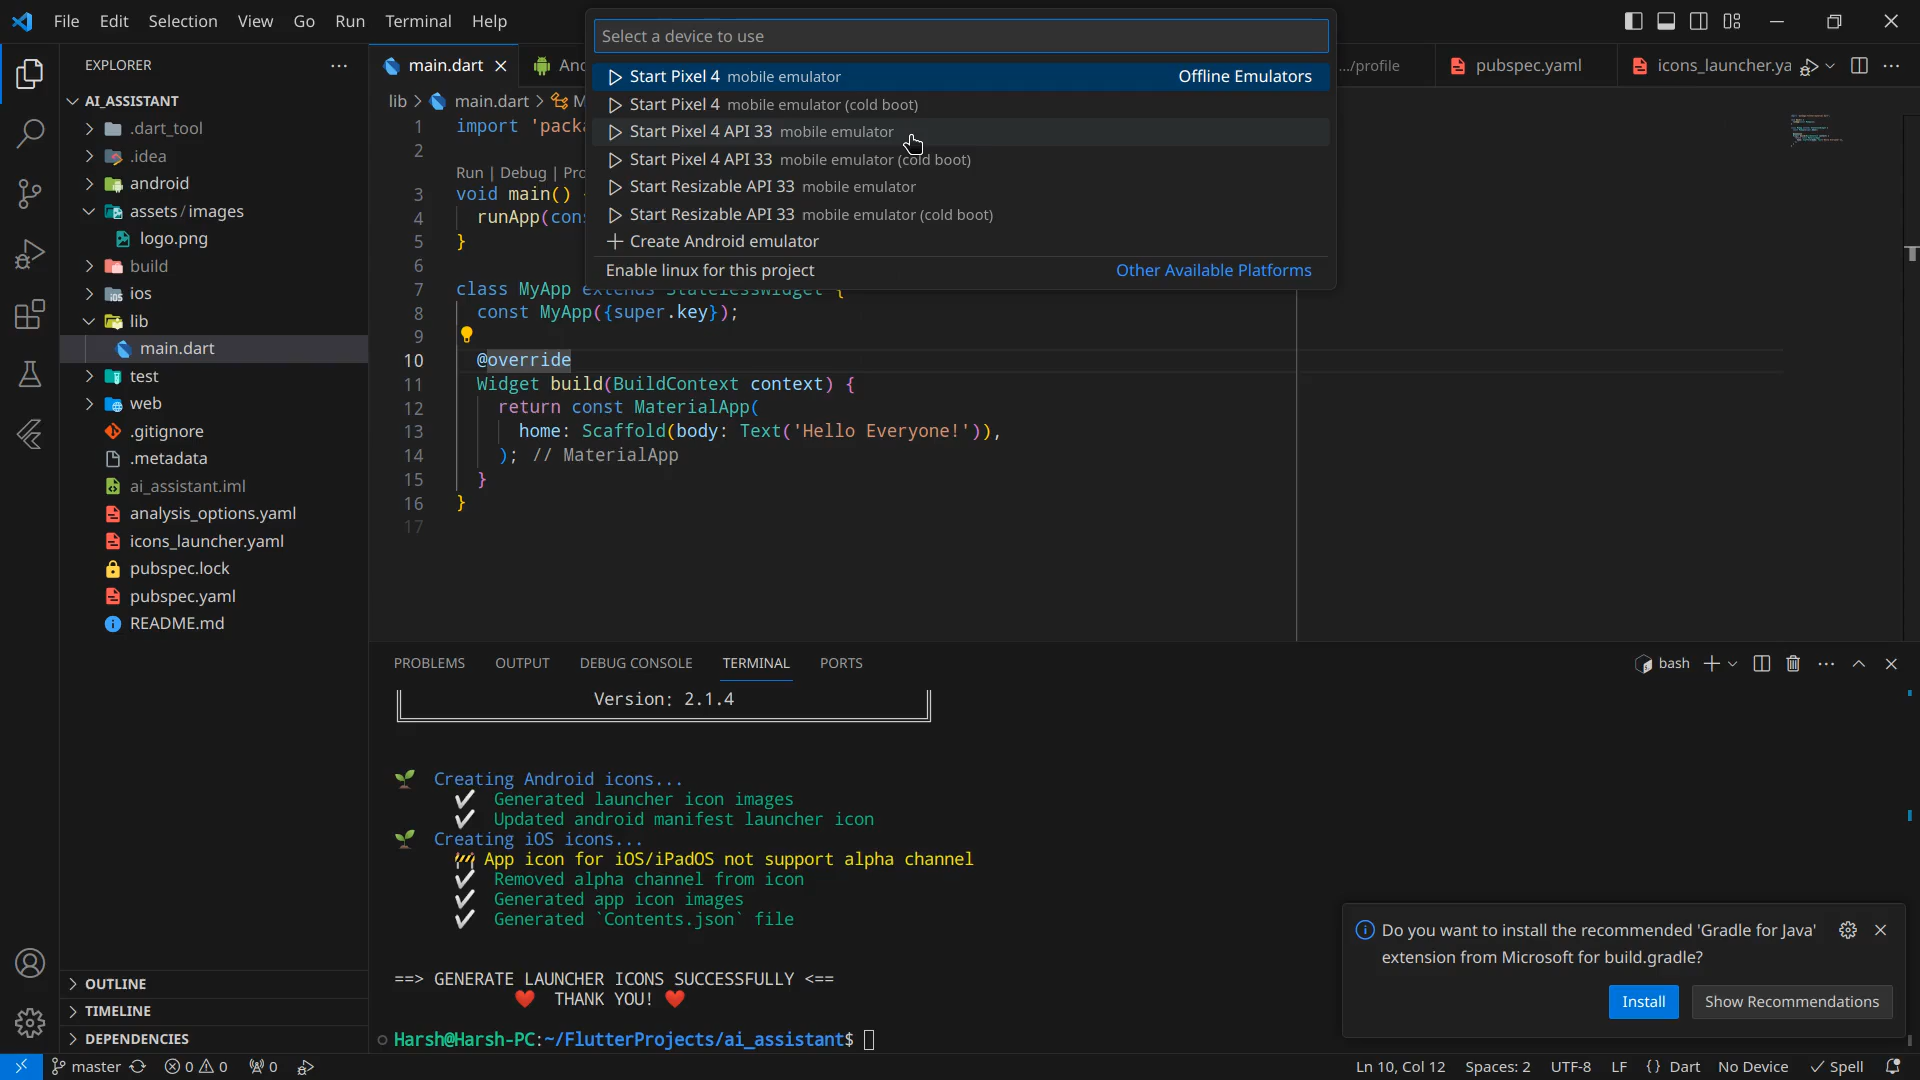 File Edit Selection View Go Run Terminal Help
Select a device to use
Start Pixel 4 mobile emulator Offline Emulators
Start Pixel 4 mobile emulator (cold boot)
Start Pixel 4 API 33 mobile emulator
Start Pixel 4 API 33 mobile emulator (cold boot)
Start Resizable API 33 mobile emulator
Start Resizable API 33 mobile emulator (cold boot)
Create Android emulator
Enable linux for this project Other Available Platforms
EXPLORER
AI_ASSISTANT
.dart_tool
.idea
android
assets/images
logo.png
build
ios
lib
main.dart
test
web
.gitignore
.metadata
ai_assistant.iml
analysis_options.yaml
icons_launcher.yaml
pubspec.lock
pubspec.yaml
README.md
OUTLINE
TIMELINE
DEPENDENCIES
main.dart Anc .../profile pubspec.yaml icons_launcher.ya
lib > main.dart > M
1 import 'packa
2
Run | Debug | Pro
3 void main() {
4 runApp(cons
5 }
6
7 class MyApp extends StatelessWidget {
8 const MyApp({super.key});
9
10 @override
11 Widget build(BuildContext context) {
12 return const MaterialApp(
13 home: Scaffold(body: Text('Hello Everyone!')),
14 ); // MaterialApp
15 }
16 }
17
PROBLEMS OUTPUT DEBUG CONSOLE TERMINAL PORTS bash
Version: 2.1.4
Creating Android icons...
✔ Generated launcher icon images
✔ Updated android manifest launcher icon
Creating iOS icons...
App icon for iOS/iPadOS not support alpha channel
✔ Removed alpha channel from icon
✔ Generated app icon images
✔ Generated `Contents.json` file
==> GENERATE LAUNCHER ICONS SUCCESSFULLY <==
❤ THANK YOU! ❤
Harsh@Harsh-PC:~/FlutterProjects/ai_assistant$
Do you want to install the recommended 'Gradle for Java'
extension from Microsoft for build.gradle?
Install Show Recommendations
master 0 0 0 Ln 10, Col 12 Spaces: 2 UTF-8 LF {} Dart No Device Spell